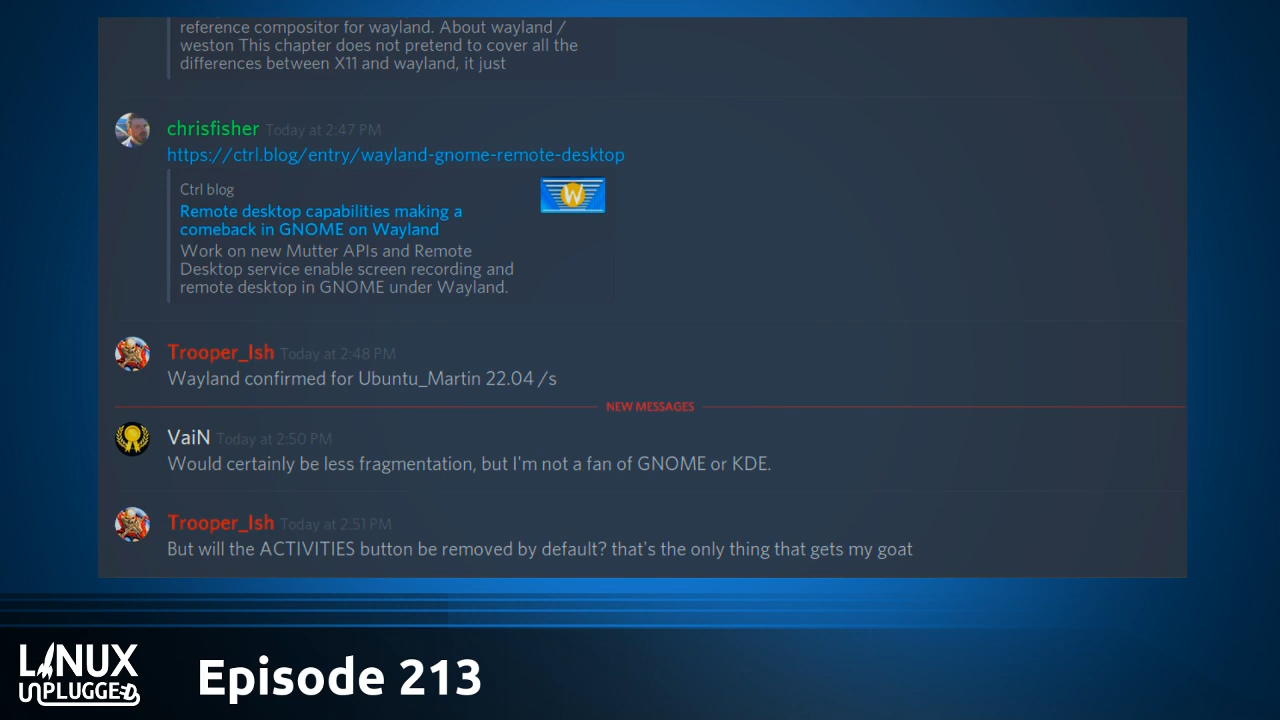 reference compositor for wayland. About wayland /
weston This chapter does not pretend to cover all the
differences between X11 and wayland, it just
chrisfisher Today at 2:47 PM
https://ctrl.blog/entry/wayland-gnome-remote-desktop
Ctrl blog
W
Remote desktop capabilities making a
comeback in GNOME on Wayland
Work on new Mutter APIs and Remote
Desktop service enable screen recording and
remote desktop in GNOME under Wayland.
Trooper_Ish Today at 2:48 PM
Wayland confirmed for Ubuntu_Martin 22.04 /s
NEW MESSAGES
VaiN Today at 2:50 PM
Would certainly be less fragmentation, but I'm not a fan of GNOME or KDE.
Trooper_Ish Today at 2:51 PM
But will the ACTIVITIES button be removed by default? that's the only thing that gets my goat
LINUX
UNPLUGGED
Episode 213